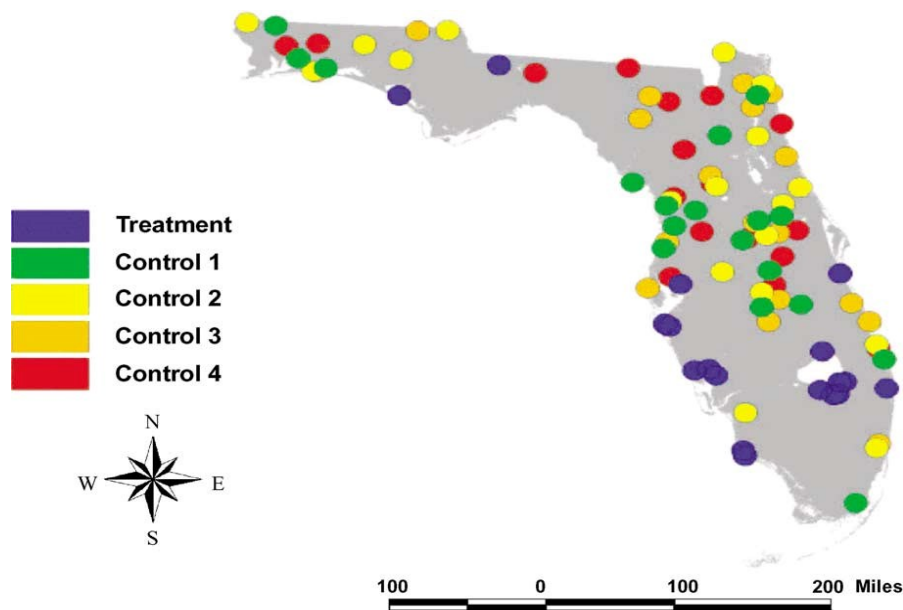 Treatment
Control 1
Control 2
Control 3
Control 4
N
W E
S
100 0 100 200 Miles